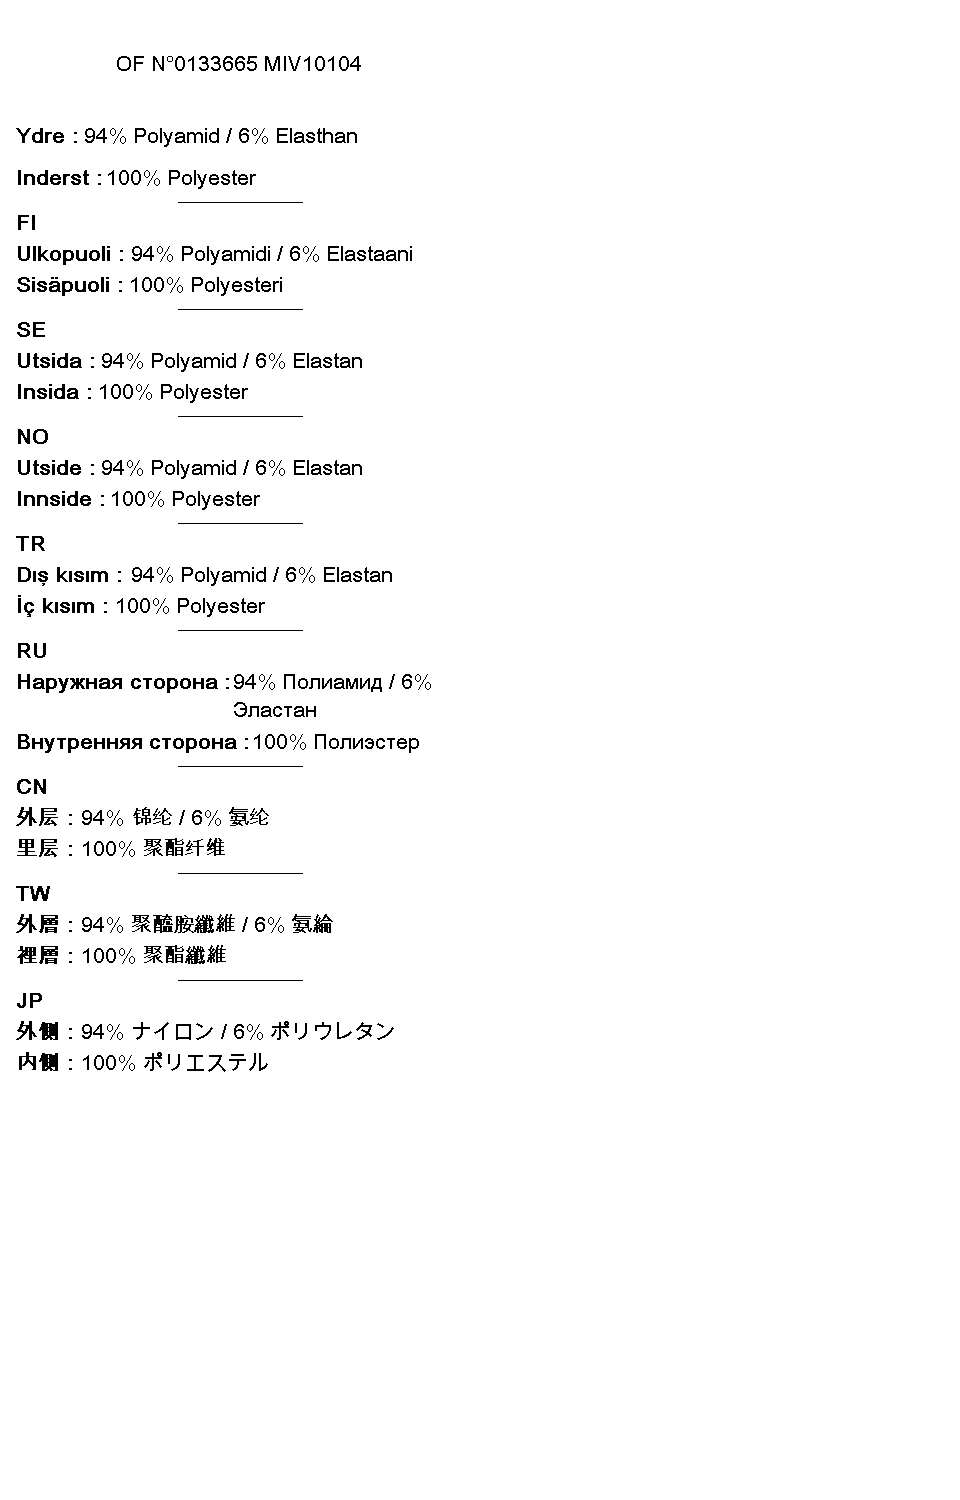 OF N°0133665 MIV10104
Ydre : 94% Polyamid / 6% Elasthan
Inderst : 100% Polyester
FI
Ulkopuoli : 94% Polyamidi / 6% Elastaani
Sisäpuoli : 100% Polyesteri
SE
Utsida : 94% Polyamid / 6% Elastan
Insida : 100% Polyester
NO
Utside : 94% Polyamid / 6% Elastan
Innside : 100% Polyester
TR
Dış kısım : 94% Polyamid / 6% Elastan
İç kısım : 100% Polyester
RU
Наружная сторона : 94% Полиамид / 6%
Эластан
Внутренняя сторона : 100% Полиэстер
CN
外层 : 94% 锦纶 / 6% 氨纶
里层 : 100% 聚酯纤维
TW
外層 : 94% 聚醯胺纖維 / 6% 氨綸
裡層 : 100% 聚酯纖維
JP
外側 : 94% ナイロン / 6% ポリウレタン
内側 : 100% ポリエステル